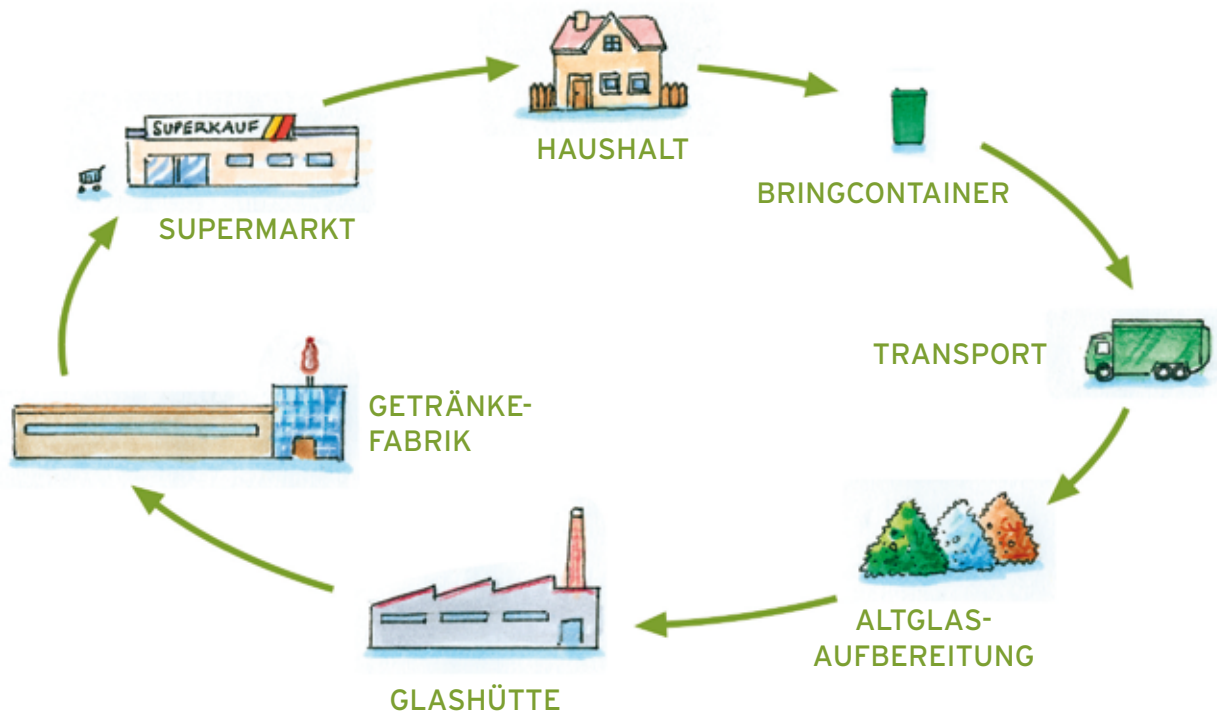 SUPERKAUF
SUPERMARKT
HAUSHALT
BRINGCONTAINER
TRANSPORT
ALTGLAS-
AUFBEREITUNG
GLASHÜTTE
GETRÄNKE-
FABRIK